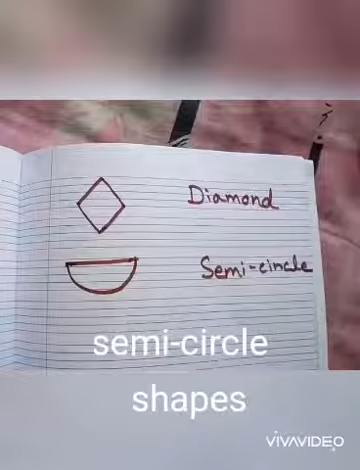 Diamond
Semi-circle
semi-circle
shapes
VIVAVIDEO